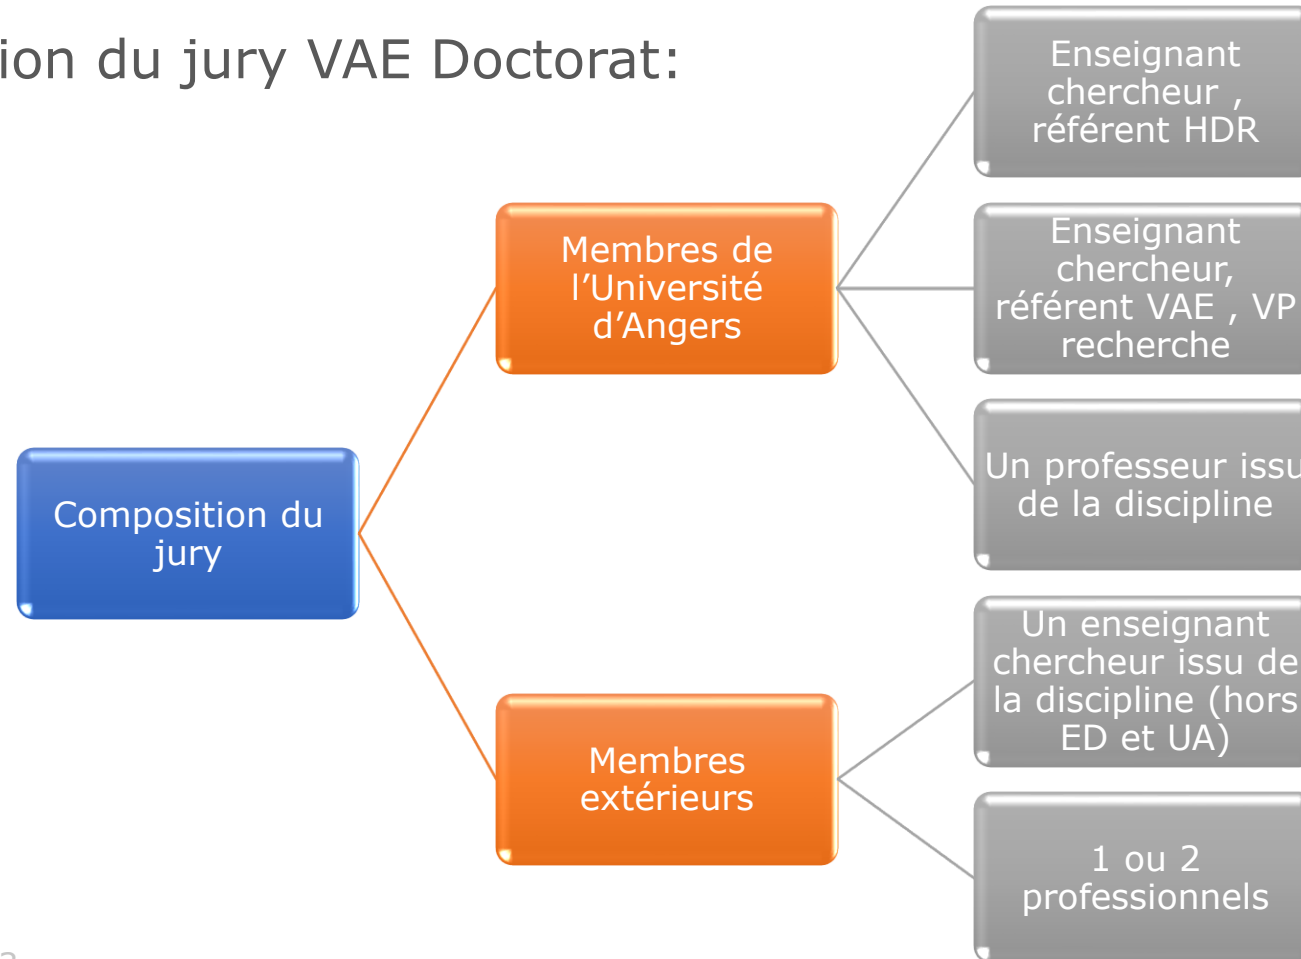 ion du jury VAE Doctorat:
Enseignant
chercheur ,
référent HDR
Membres de
l’Université
d’Angers
Enseignant
chercheur,
référent VAE , VP
recherche
Un professeur issu
de la discipline
Composition du
jury
Membres
extérieurs
Un enseignant
chercheur issu de
la discipline (hors
ED et UA)
1 ou 2
professionnels